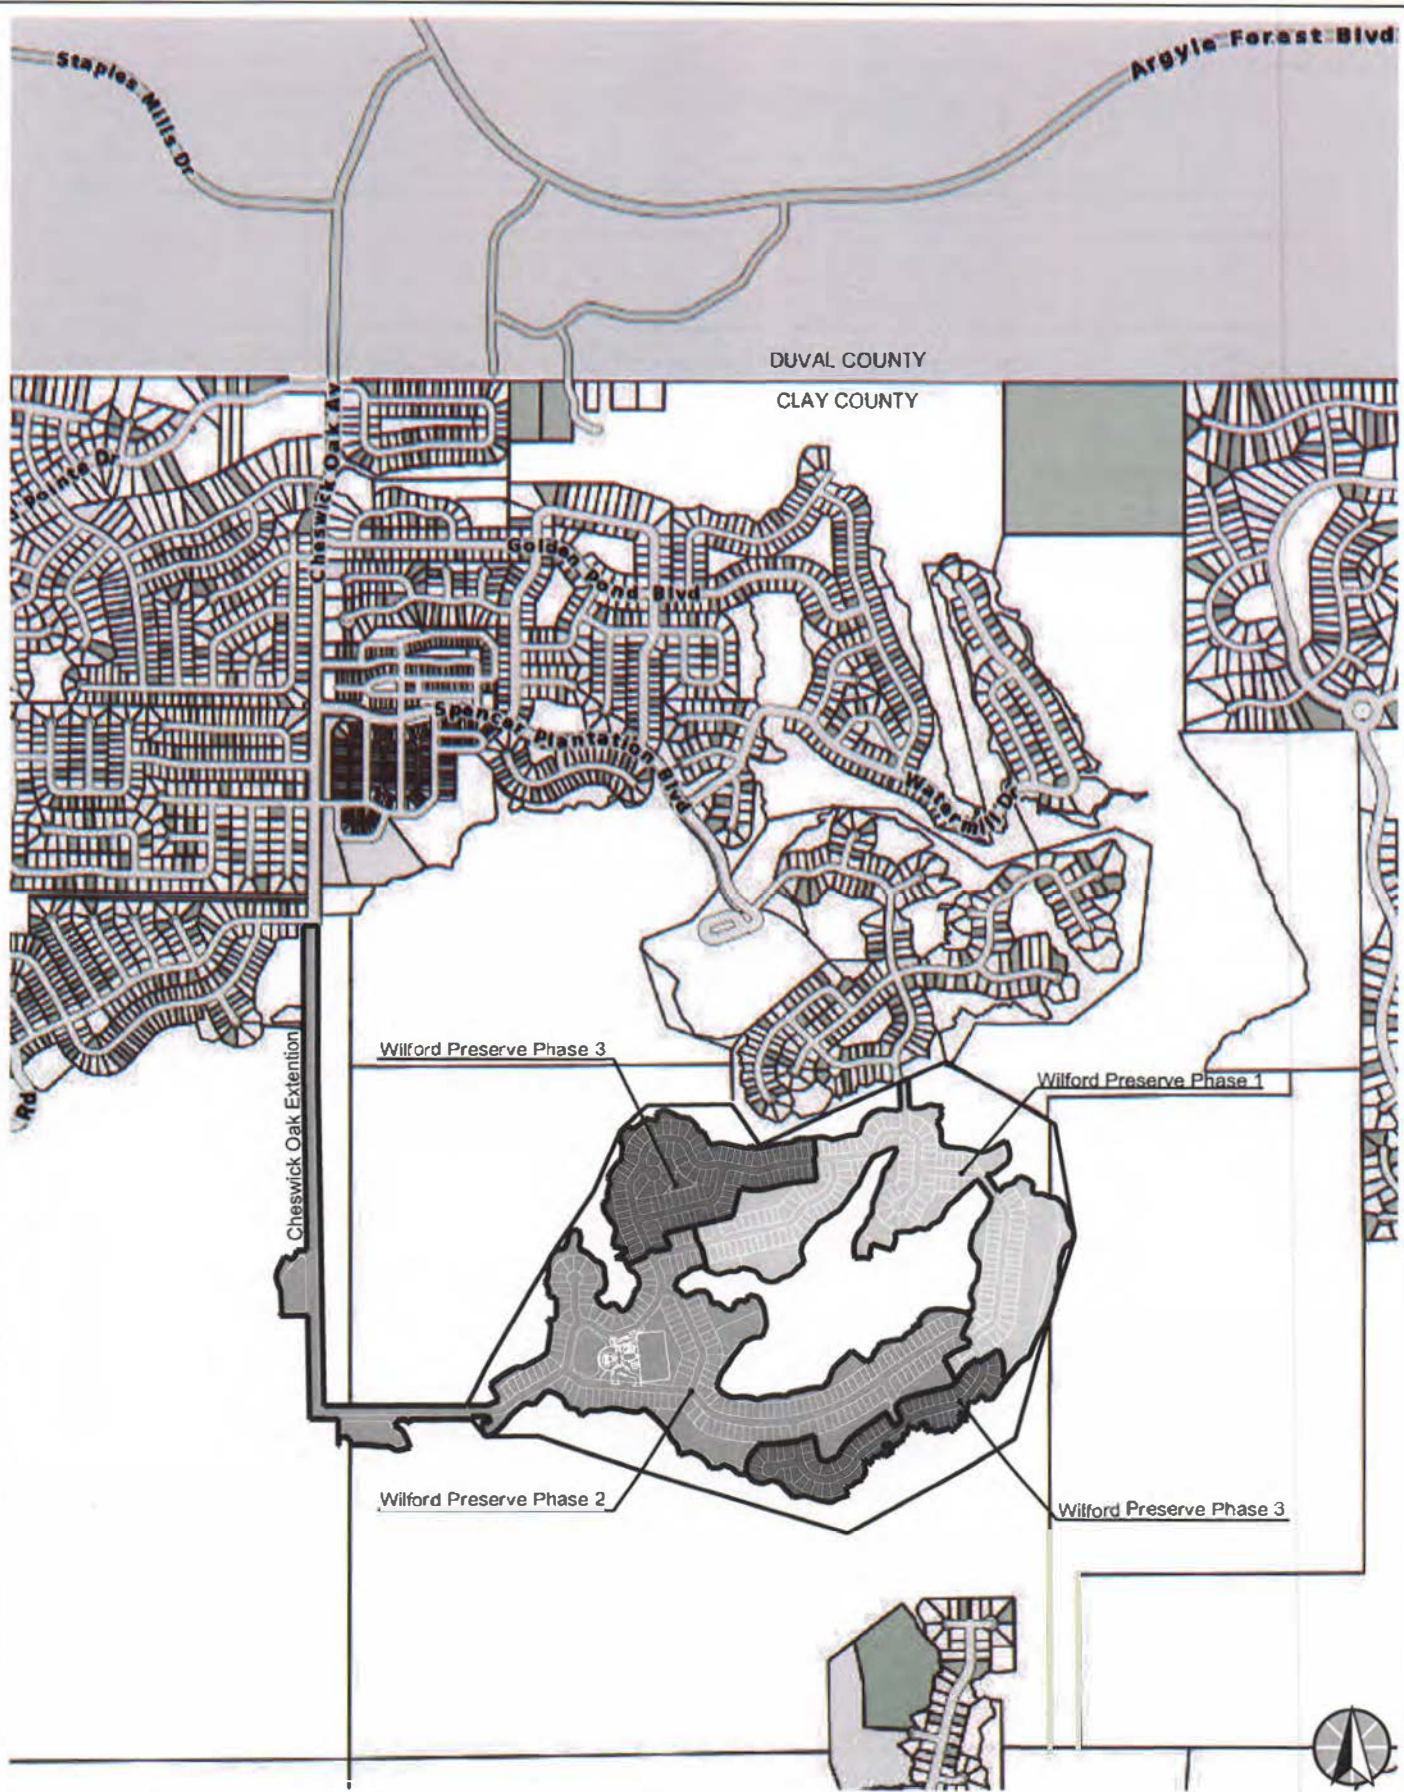 Staples Mills Dr
Argyle Forest Blvd
DUVAL COUNTY
CLAY COUNTY
Cheswick Oak Av
Pointe Dr
Golden Pond Blvd
Spencer Plantation Blvd
Watermill Dr
Rd
Cheswick Oak Extention
Wilford Preserve Phase 3
Wilford Preserve Phase 1
Wilford Preserve Phase 2
Wilford Preserve Phase 3